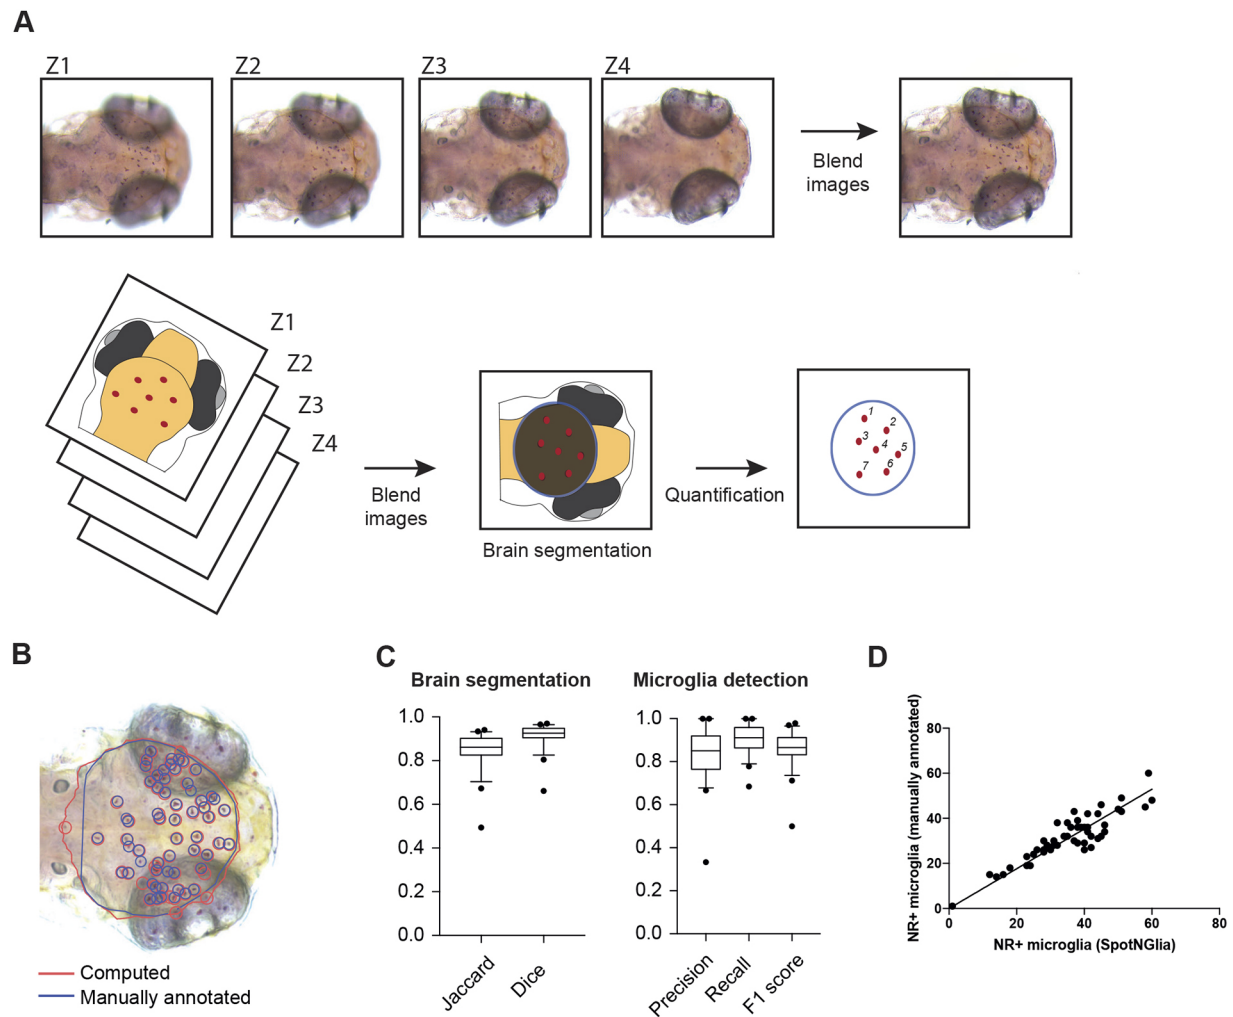 A
Z1
Z2
Z3
Z4
Blend
images
Z1
Z2
Z3
Z4
Blend
images
Brain segmentation
Quantification
1
2
3
4
5
6
7
B
Computed
Manually annotated
C
Brain segmentation
1.0
0.8
0.6
0.4
0.2
0.0
Jaccard
Dice
Microglia detection
1.0
0.8
0.6
0.4
0.2
0.0
Precision
Recall
F1 score
D
NR+ microglia (manually annotated)
80
60
40
20
0
0
20
40
60
80
NR+ microglia (SpotNGlia)